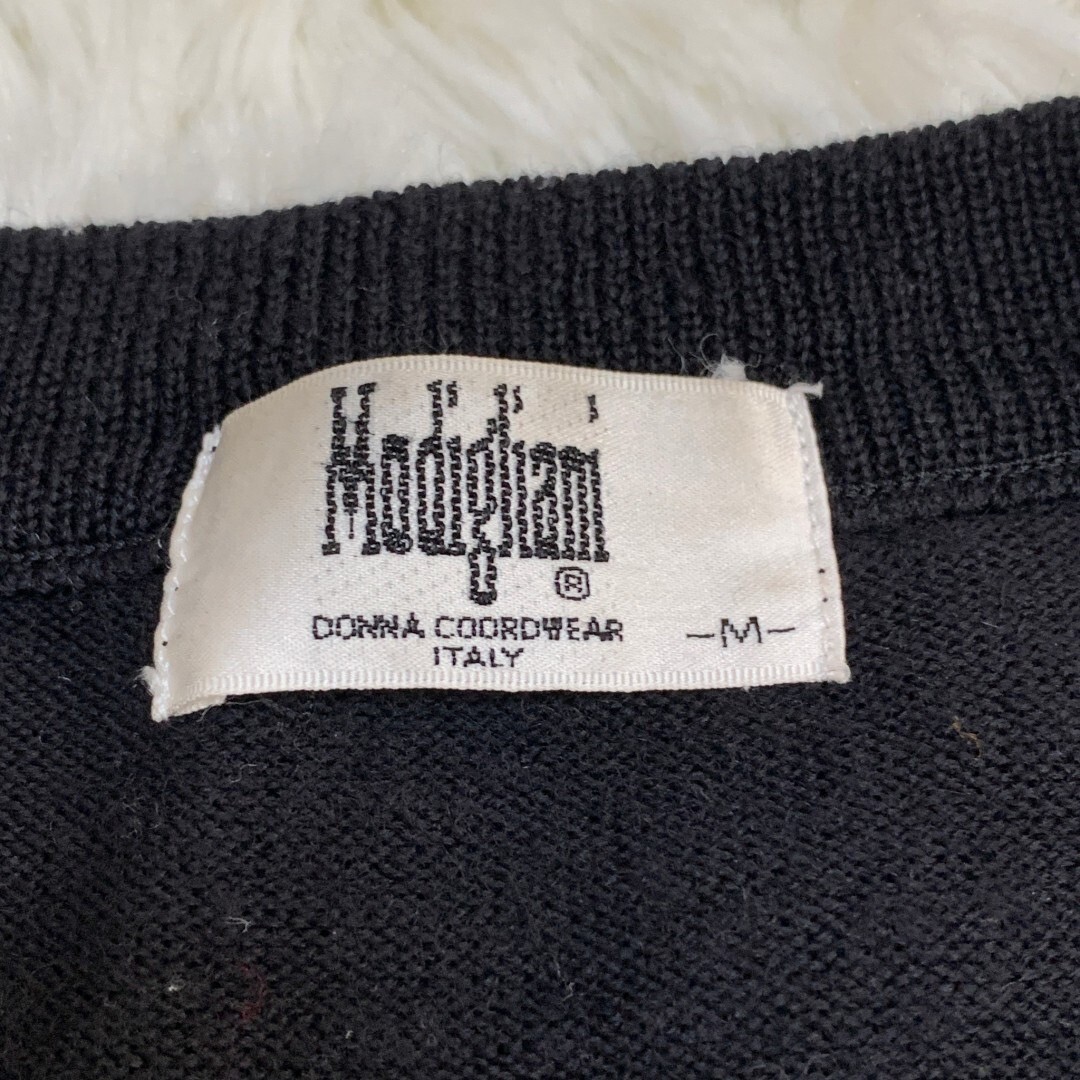 Modigliani
®
DONNA COORDWEAR -M-
ITALY